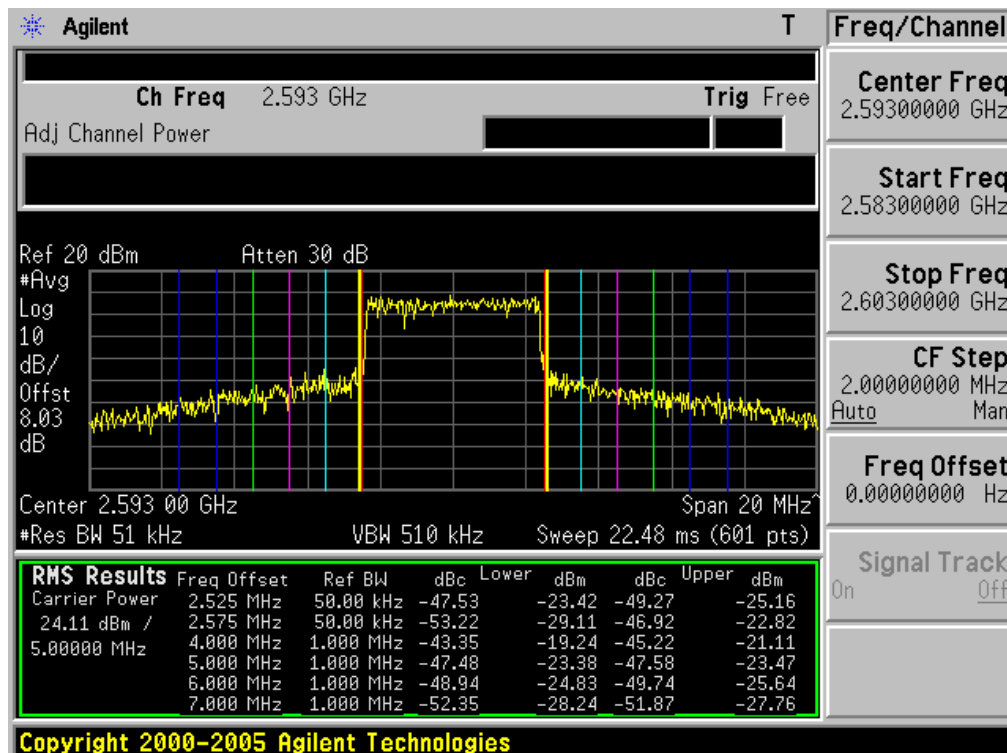 Agilent T Freq/Channel
Ch Freq 2.593 GHz Trig Free
Adj Channel Power
Center Freq
2.59300000 GHz
Start Freq
2.58300000 GHz
Stop Freq
2.60300000 GHz
CF Step
2.00000000 MHz
Auto Man
Freq Offset
0.00000000 Hz
Signal Track
On Off
Ref 20 dBm Atten 30 dB
#Avg
Log
10
dB/
Offst
8.03
dB
Center 2.593 00 GHz Span 20 MHz^
#Res BW 51 kHz VBW 510 kHz Sweep 22.48 ms (601 pts)
RMS Results Freq Offset Ref BW dBc Lower dBm dBc Upper dBm
Carrier Power 2.525 MHz 50.00 kHz -47.53 -23.42 -49.27 -25.16
24.11 dBm / 2.575 MHz 50.00 kHz -53.22 -29.11 -46.92 -22.82
5.00000 MHz 4.000 MHz 1.000 MHz -43.35 -19.24 -45.22 -21.11
5.000 MHz 1.000 MHz -47.48 -23.38 -47.58 -23.47
6.000 MHz 1.000 MHz -48.94 -24.83 -49.74 -25.64
7.000 MHz 1.000 MHz -52.35 -28.24 -51.87 -27.76
Copyright 2000-2005 Agilent Technologies